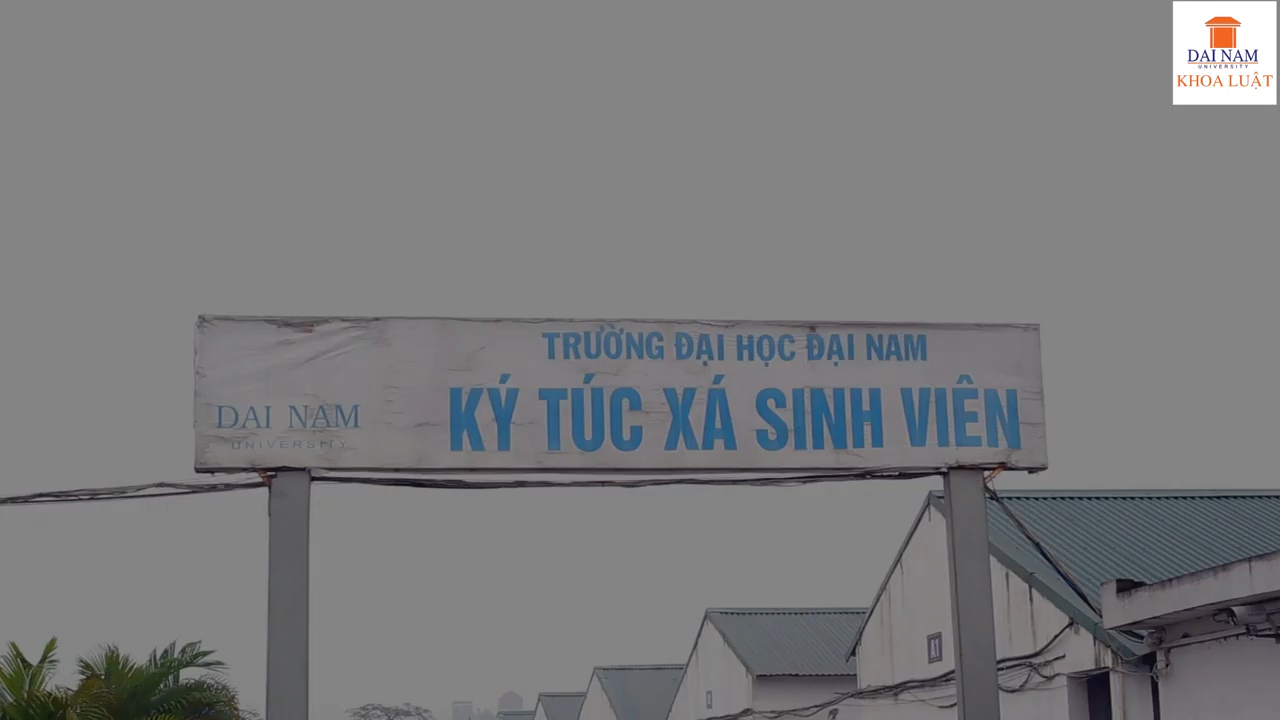 DAI NAM
UNIVERSITY
KHOA LUẬT
TRƯỜNG ĐẠI HỌC ĐẠI NAM
KÝ TÚC XÁ SINH VIÊN
DAI NAM
UNIVERSITY
A1